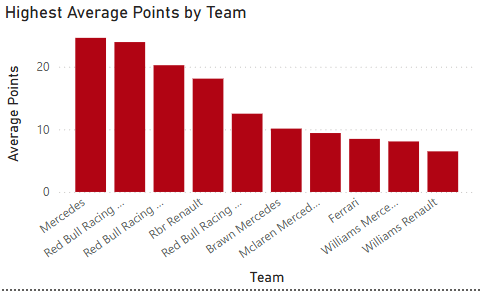 Highest Average Points by Team
Average Points
20
10
0
Mercedes
Red Bull Racing ...
Red Bull Racing ...
Rbr Renault
Red Bull Racing ...
Brawn Mercedes
Mclaren Merced...
Ferrari
Williams Merce...
Williams Renault
Team